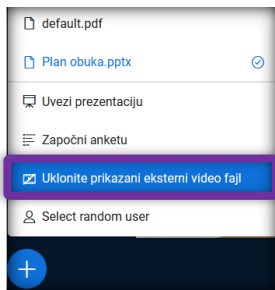 default.pdf
Plan obuka.pptx
Uvezi prezentaciju
Započni anketu
Uklonite prikazani eksterni video fajl
Select random user